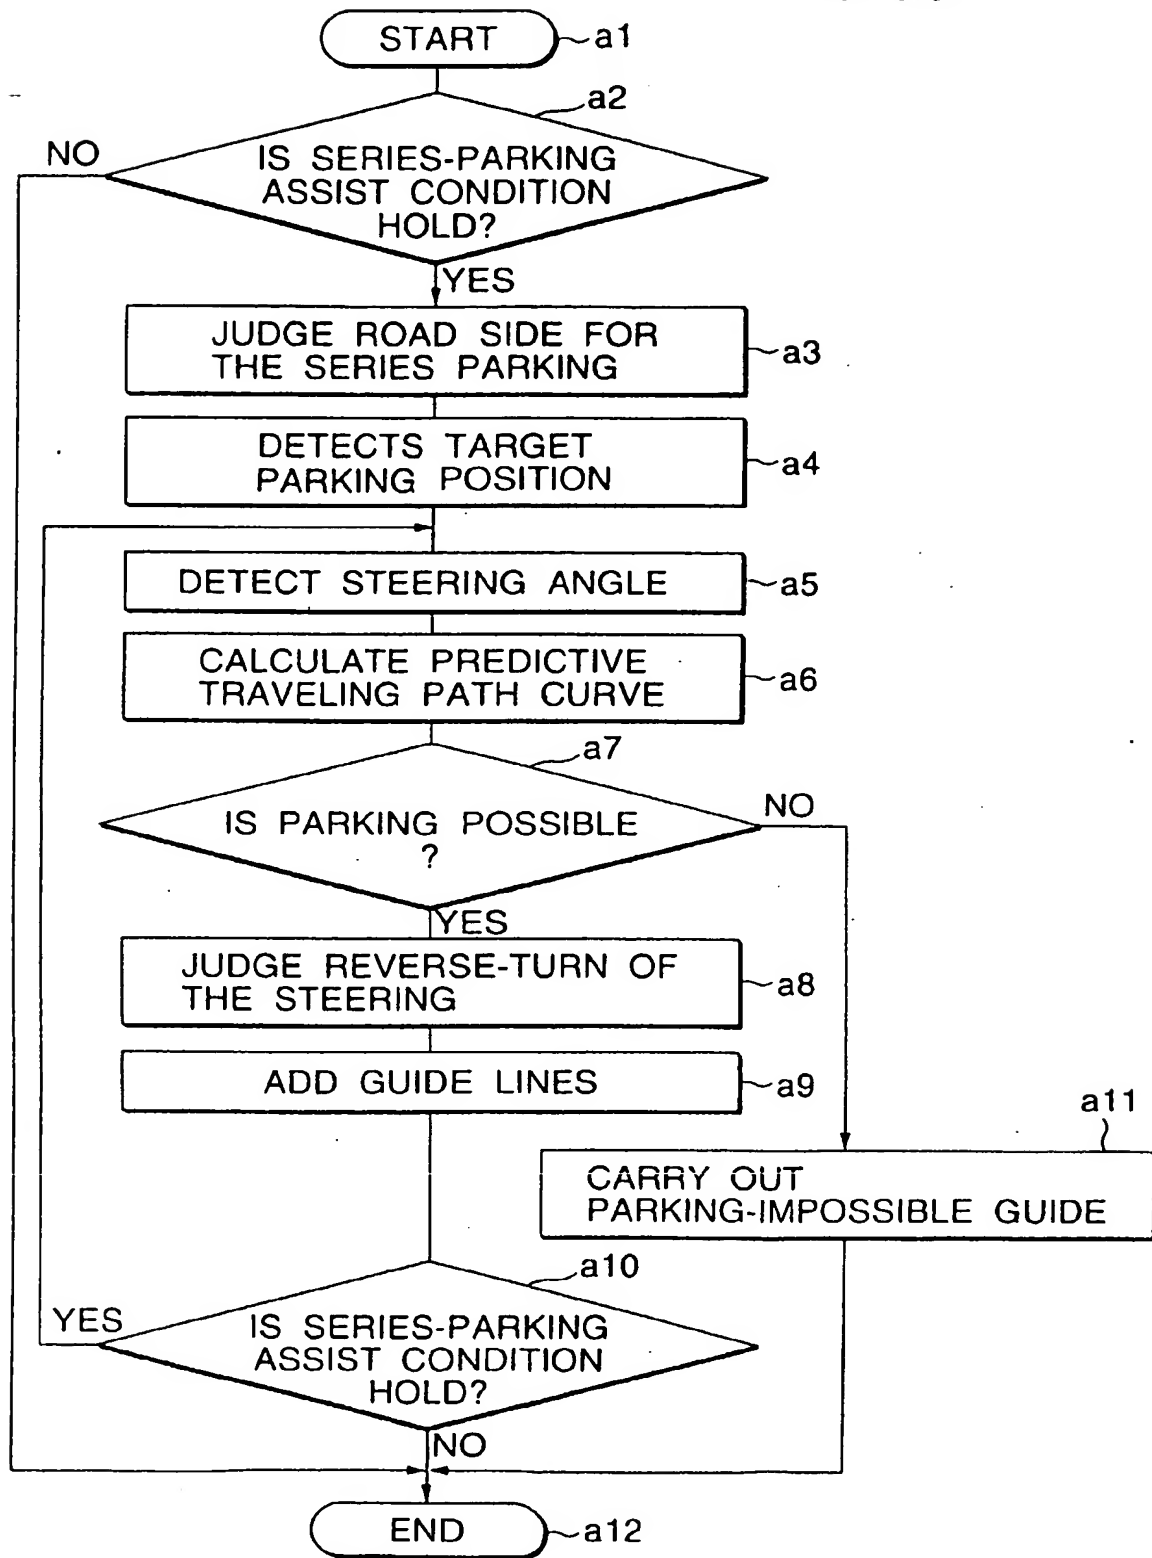 START
a1
a2
NO
IS SERIES-PARKING
ASSIST CONDITION
HOLD?
YES
JUDGE ROAD SIDE FOR
THE SERIES PARKING
a3
DETECTS TARGET
PARKING POSITION
a4
DETECT STEERING ANGLE
a5
CALCULATE PREDICTIVE
TRAVELING PATH CURVE
a6
a7
NO
IS PARKING POSSIBLE
?
YES
JUDGE REVERSE-TURN OF
THE STEERING
a8
ADD GUIDE LINES
a9
a11
CARRY OUT
PARKING-IMPOSSIBLE GUIDE
a10
YES
IS SERIES-PARKING
ASSIST CONDITION
HOLD?
NO
END
a12